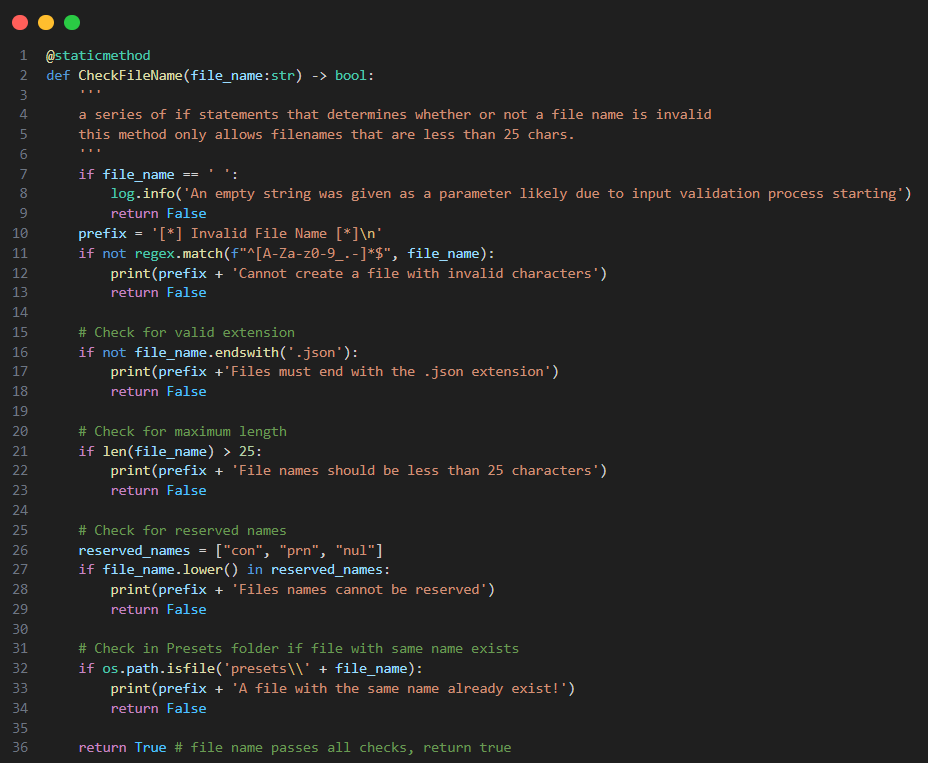 1 @staticmethod
2 def CheckFileName(file_name:str) -> bool:
3     '''
4     a series of if statements that determines whether or not a file name is invalid
5     this method only allows filenames that are less than 25 chars.
6     '''
7     if file_name == ' ':
8         log.info('An empty string was given as a parameter likely due to input validation process starting')
9         return False
10     prefix = '[*] Invalid File Name [*]\n'
11     if not regex.match(f"^[A-Za-z0-9_.-]*$", file_name):
12         print(prefix + 'Cannot create a file with invalid characters')
13         return False
14
15     # Check for valid extension
16     if not file_name.endswith('.json'):
17         print(prefix +'Files must end with the .json extension')
18         return False
19
20     # Check for maximum length
21     if len(file_name) > 25:
22         print(prefix + 'File names should be less than 25 characters')
23         return False
24
25     # Check for reserved names
26     reserved_names = ["con", "prn", "nul"]
27     if file_name.lower() in reserved_names:
28         print(prefix + 'Files names cannot be reserved')
29         return False
30
31     # Check in Presets folder if file with same name exists
32     if os.path.isfile('presets\\' + file_name):
33         print(prefix + 'A file with the same name already exist!')
34         return False
35
36     return True # file name passes all checks, return true